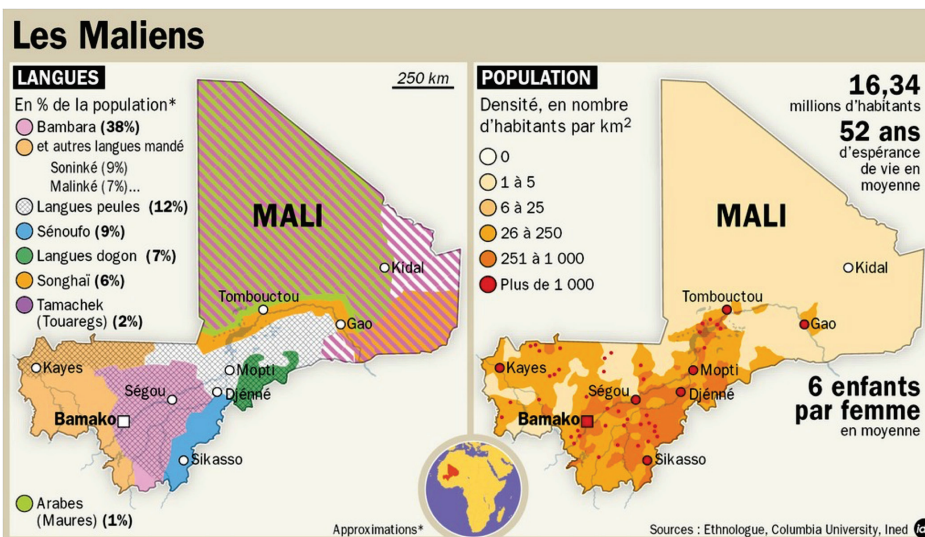 Les Maliens
LANGUES
250 km
En % de la population*
Bambara (38%)
et autres langues mandé
Soninké (9%)
Malinké (7%)...
Langues peules (12%)
Sénoufo (9%)
Langues dogon (7%)
Songhaï (6%)
Tamachek
(Touaregs) (2%)
Arabes
(Maures) (1%)
MALI
Kidal
Tombouctou
Gao
Kayes
Mopti
Ségou
Djénné
Bamako
Sikasso
Approximations*
POPULATION
Densité, en nombre
d'habitants par km²
0
1 à 5
6 à 25
26 à 250
251 à 1 000
Plus de 1 000
16,34
millions d'habitants
52 ans
d'espérance
de vie en
moyenne
MALI
Kidal
Tombouctou
Gao
Kayes
Mopti
Ségou
Djénné
Bamako
Sikasso
6 enfants
par femme
en moyenne
Sources : Ethnologue, Columbia University, Ined